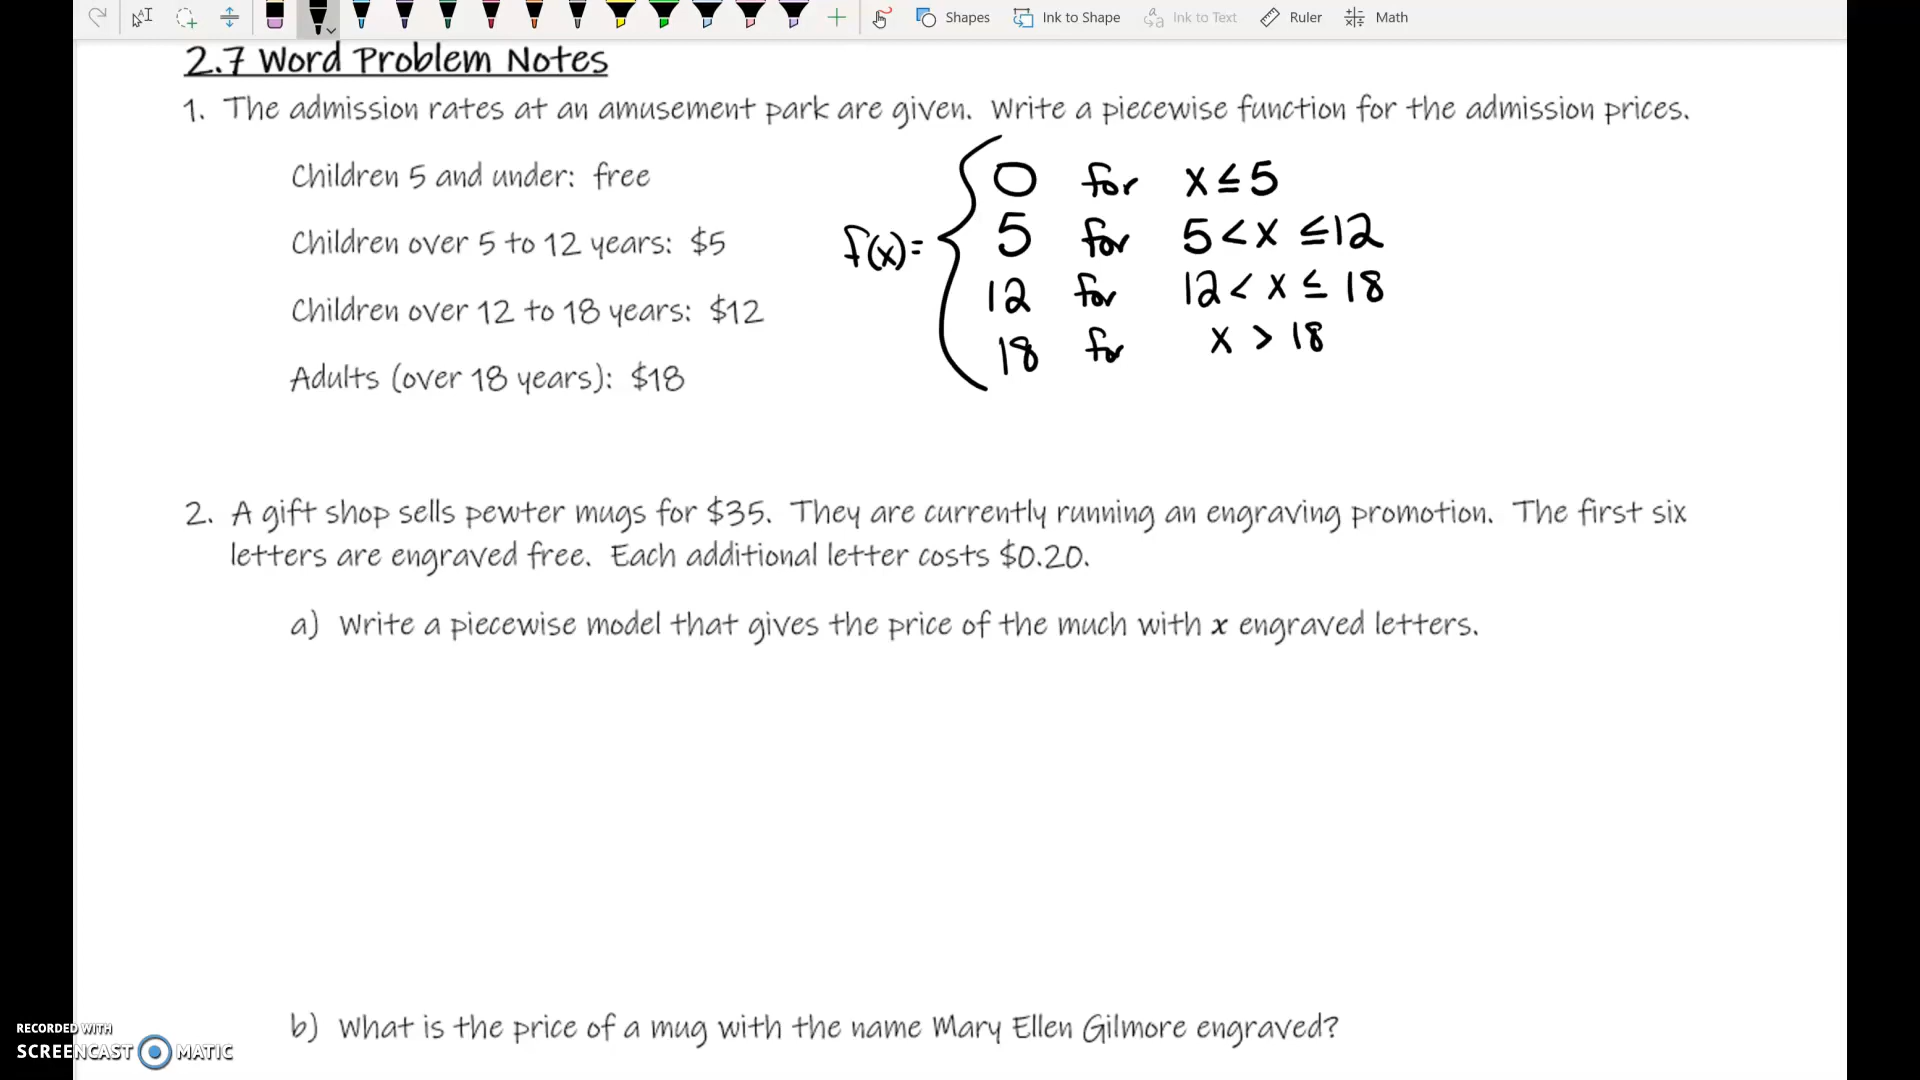 Shapes Ink to Shape Ink to Text Ruler Math
2.7 Word Problem Notes
1. The admission rates at an amusement park are given. Write a piecewise function for the admission prices.
Children 5 and under: free
Children over 5 to 12 years: $5
Children over 12 to 18 years: $12
Adults (over 18 years): $18
f(x)=
0 for x ≤ 5
5 for 5 < x ≤ 12
12 for 12 < x ≤ 18
18 for x > 18
2. A gift shop sells pewter mugs for $35. They are currently running an engraving promotion. The first six
letters are engraved free. Each additional letter costs $0.20.
a) Write a piecewise model that gives the price of the much with x engraved letters.
b) What is the price of a mug with the name Mary Ellen Gilmore engraved?
RECORDED WITH
SCREENCAST MATIC